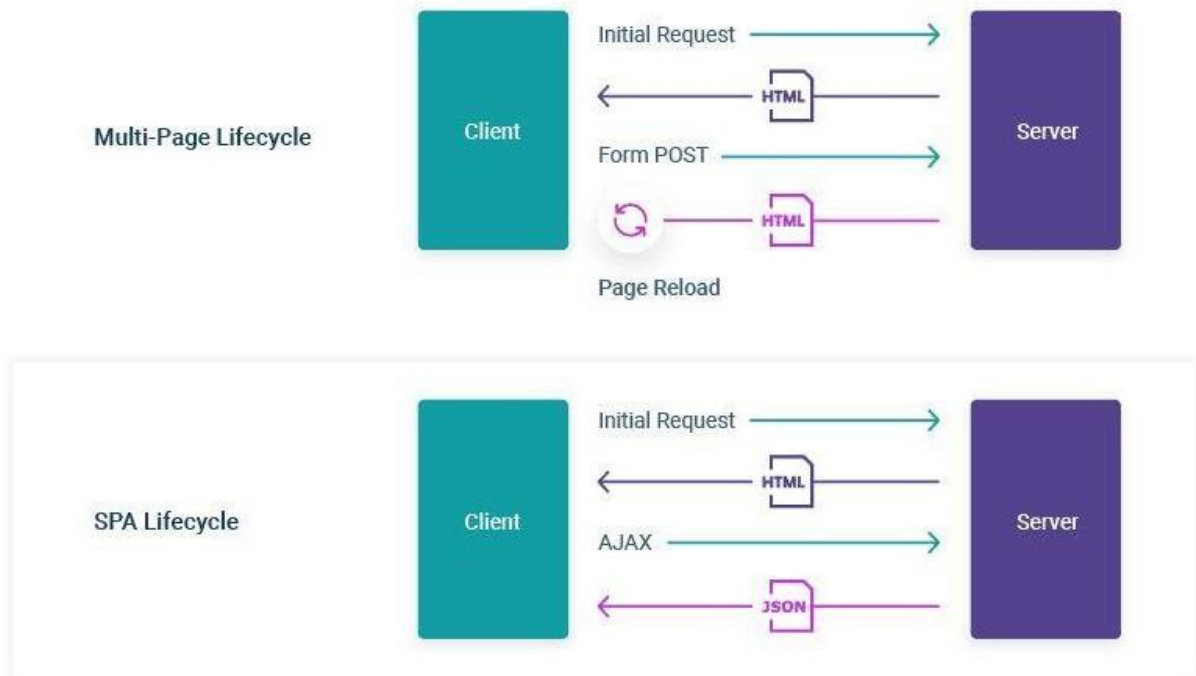 Initial Request
HTML
Multi-Page Lifecycle
Client
Server
Form POST
HTML
Page Reload
Initial Request
HTML
SPA Lifecycle
Client
Server
AJAX
JSON